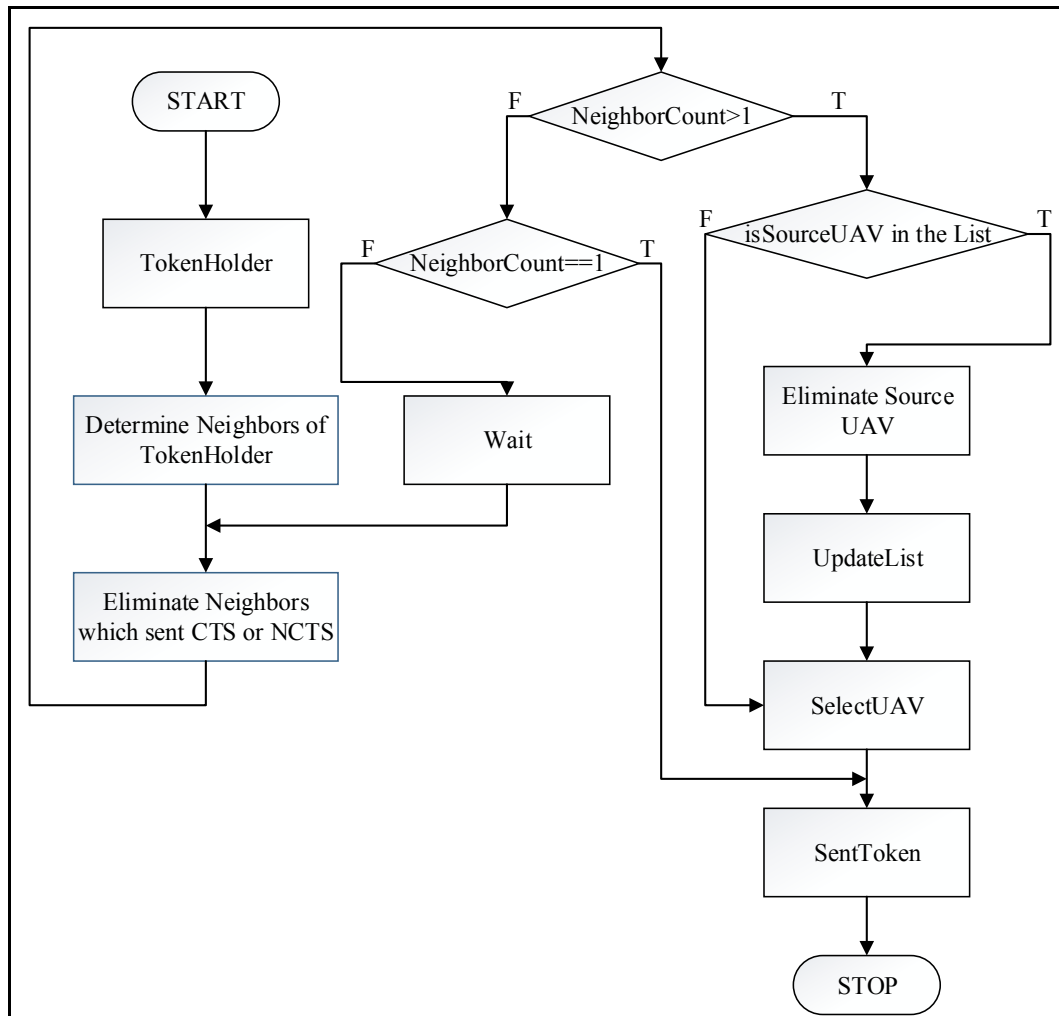 START
TokenHolder
Determine Neighbors of
TokenHolder
Eliminate Neighbors
which sent CTS or NCTS
F
NeighborCount>1
T
F
NeighborCount==1
T
Wait
F
isSourceUAV in the List
T
Eliminate Source
UAV
UpdateList
SelectUAV
SentToken
STOP